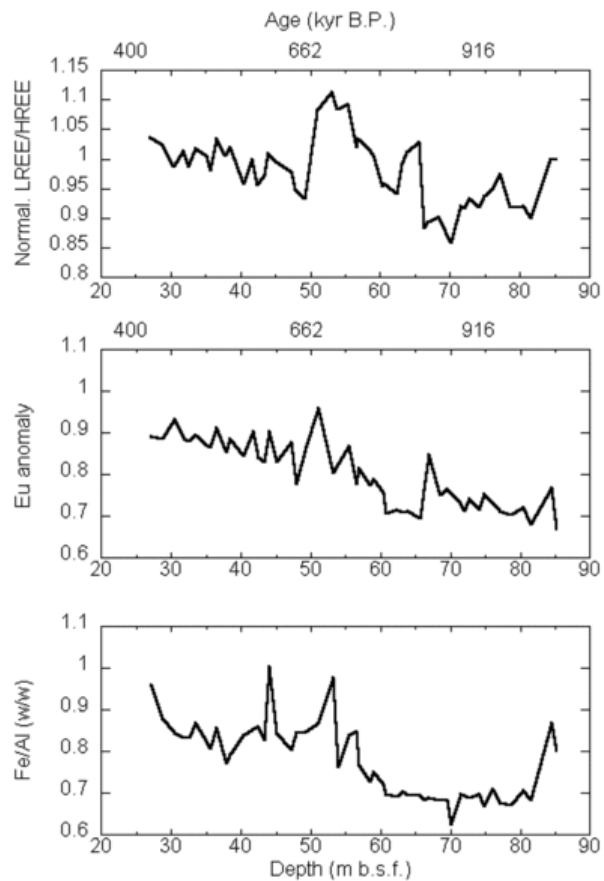 Age (kyr B.P.)
400 662 916
Normal. LREE/HREE
1.15
1.1
1.05
1
0.95
0.9
0.85
0.8
20 30 40 50 60 70 80 90
400 662 916
Eu anomaly
1.1
1
0.9
0.8
0.7
0.6
20 30 40 50 60 70 80 90
Fe/Al (w/w)
1.1
1
0.9
0.8
0.7
0.6
20 30 40 50 60 70 80 90
Depth (m b.s.f.)